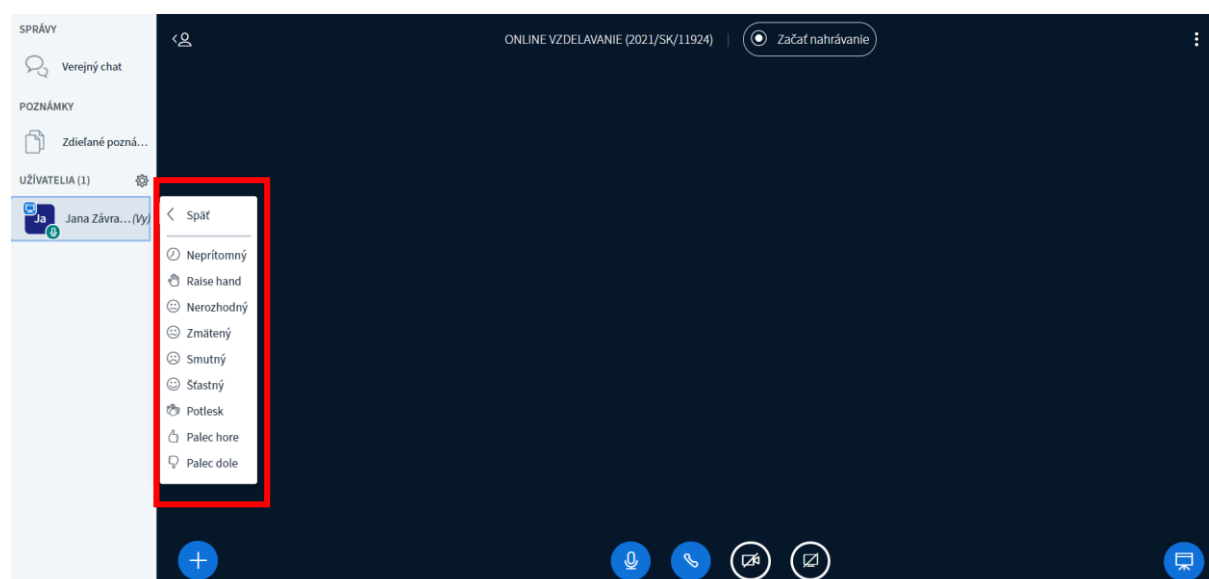 SPRÁVY
Verejný chat
POZNÁMKY
Zdieľané pozná...
UŽÍVATELIA (1)
Ja Jana Závra... (Vy)
ONLINE VZDELAVANIE (2021/SK/11924) | Začať nahrávanie
Späť
Neprítomný
Raise hand
Nerozhodný
Zmätený
Smutný
Šťastný
Potlesk
Palec hore
Palec dole